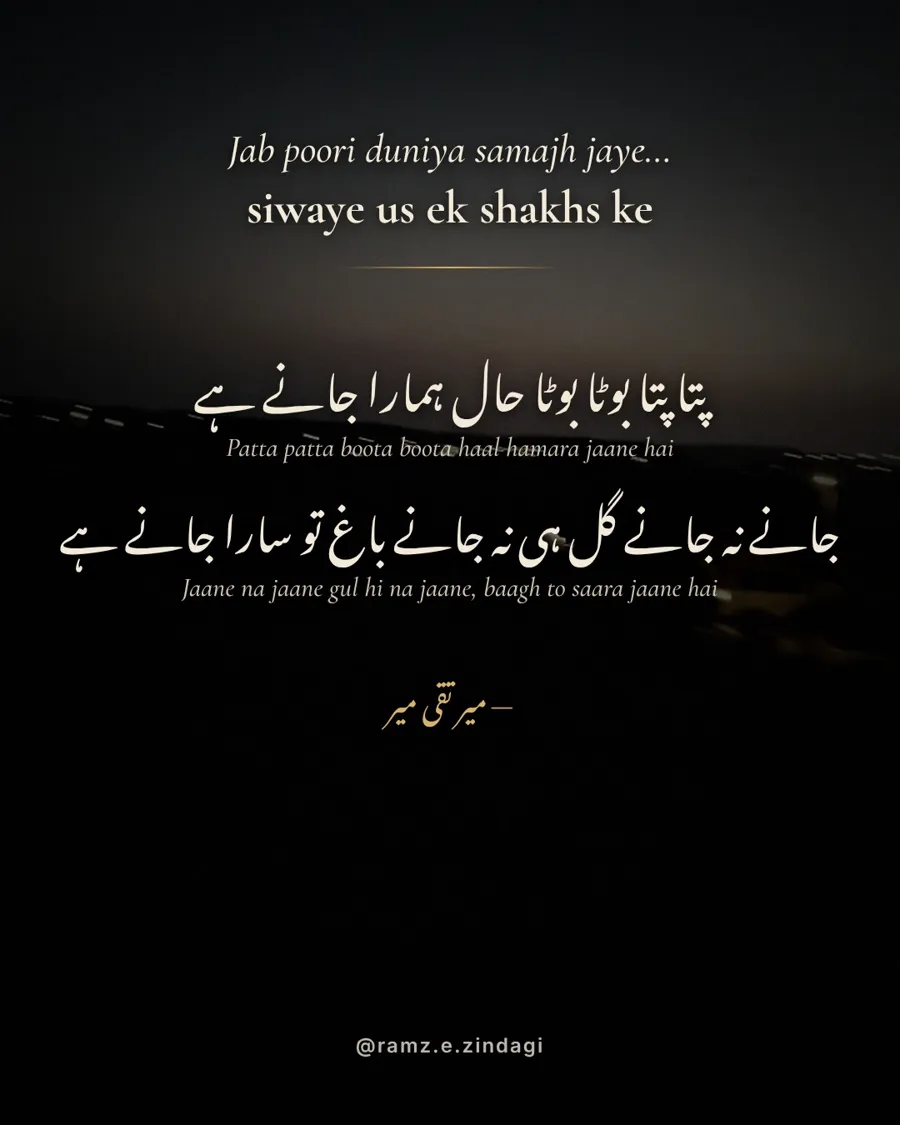 Jab poori duniya samajh jaye...
siwaye us ek shakhs ke
پتا پتا بوٹا بوٹا حال ہمارا جانے ہے
Patta patta boota boota haal hamara jaane hai
جانے نہ جانے گل ہی نہ جانے باغ تو سارا جانے ہے
Jaane na jaane gul hi na jaane, baagh to saara jaane hai
— میر تقی میر
@ramz.e.zindagi